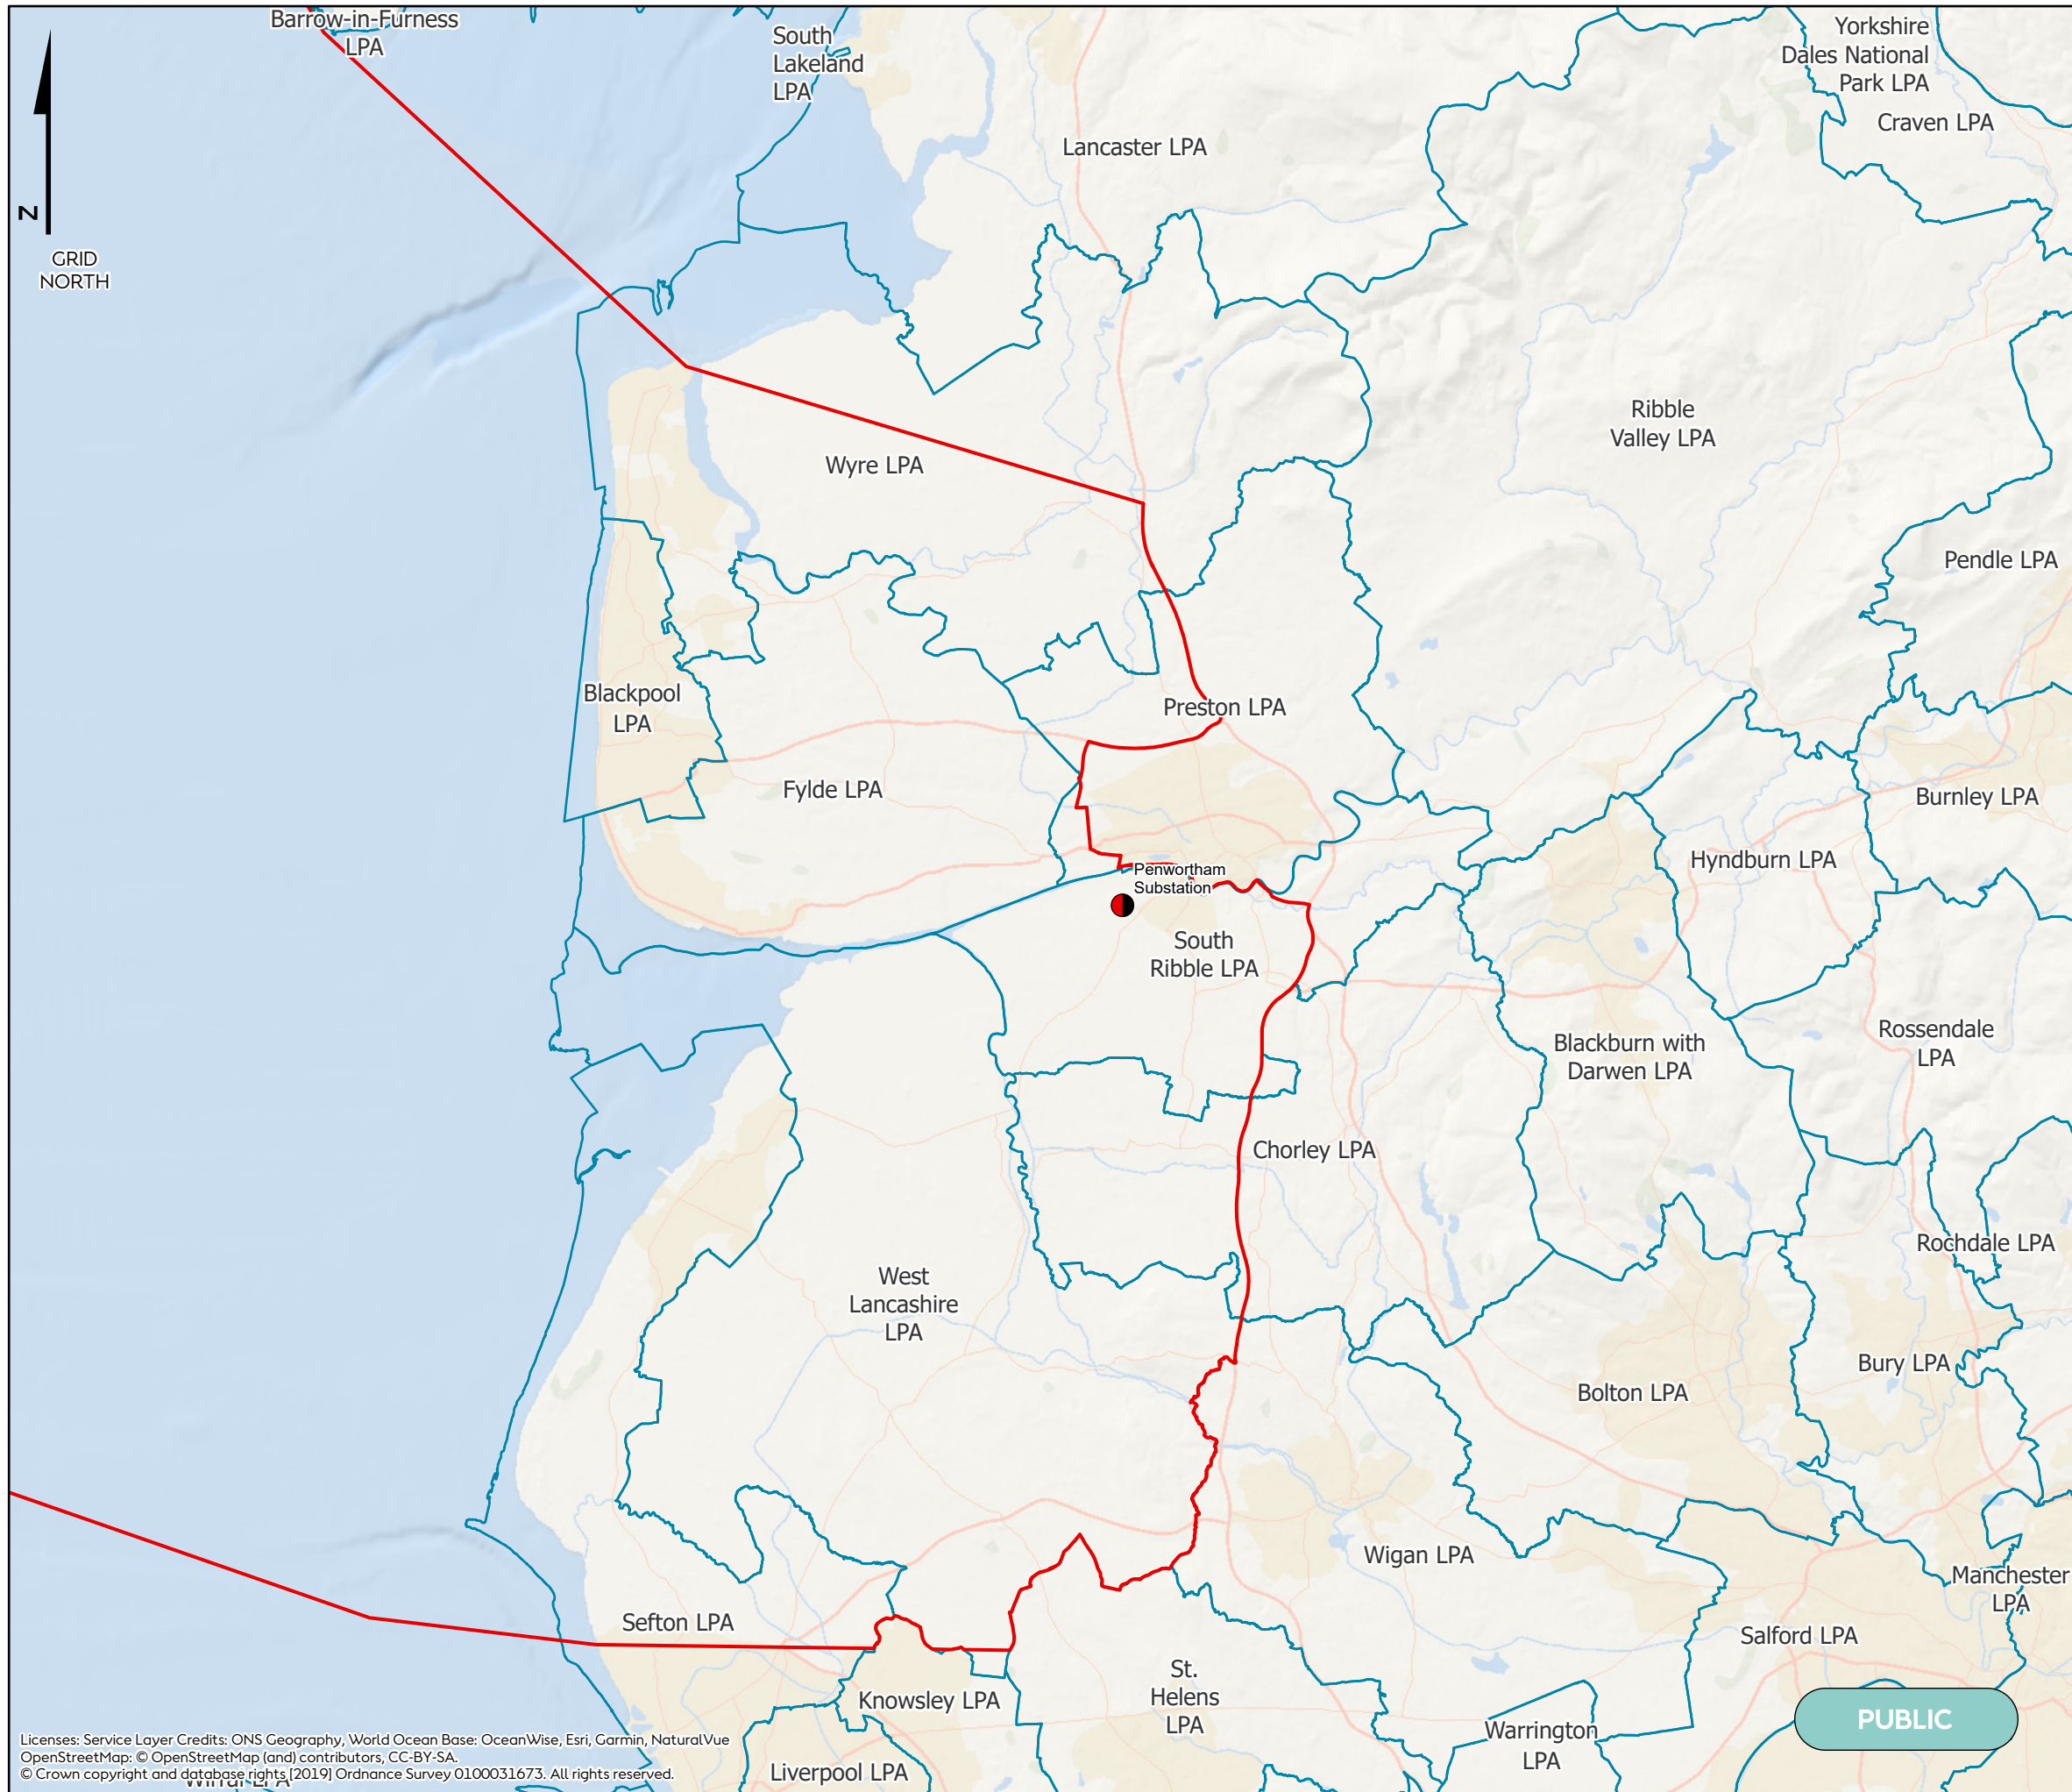 Barrow-in-Furness
LPA
South
Lakeland
LPA
Yorkshire
Dales National
Park LPA
Craven LPA
Lancaster LPA
N
GRID
NORTH
Ribble
Valley LPA
Wyre LPA
Pendle LPA
Blackpool
LPA
Preston LPA
Fylde LPA
Burnley LPA
Hyndburn LPA
Penwortham
Substation
South
Ribble LPA
Rossendale
LPA
Blackburn with
Darwen LPA
Chorley LPA
Rochdale LPA
West
Lancashire
LPA
Bury LPA
Bolton LPA
Wigan LPA
Manchester
LPA
Sefton LPA
Salford LPA
St.
Helens
LPA
Knowsley LPA
PUBLIC
Warrington
LPA
Liverpool LPA
Wirral LPA
Licenses: Service Layer Credits: ONS Geography, World Ocean Base: OceanWise, Esri, Garmin, NaturalVue
OpenStreetMap: © OpenStreetMap (and) contributors, CC-BY-SA.
© Crown copyright and database rights [2019] Ordnance Survey 0100031673. All rights reserved.